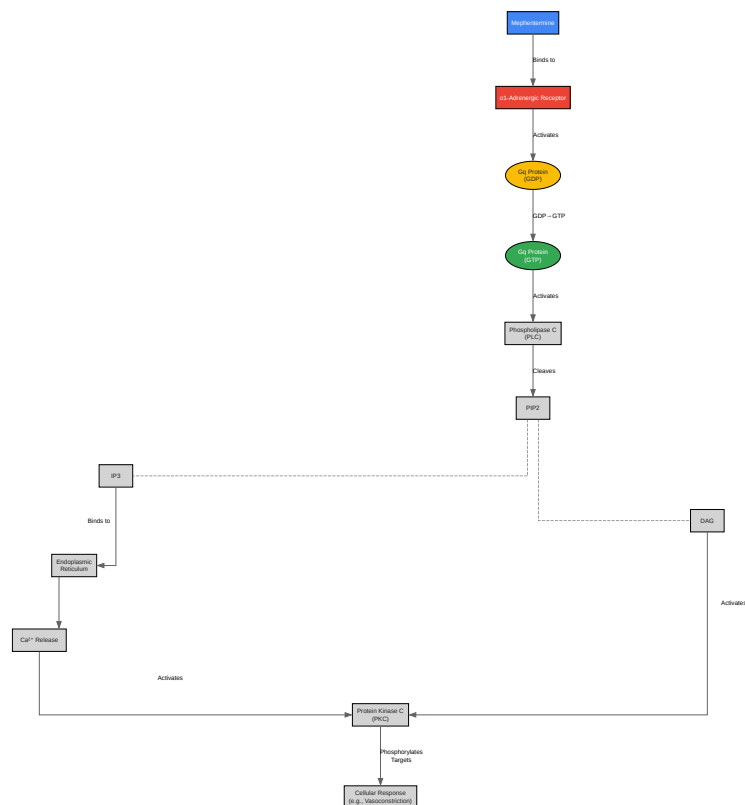 Mephentermine
Binds to
α1-Adrenergic Receptor
Activates
Gq Protein
(GDP)
GDP→GTP
Gq Protein
(GTP)
Activates
Phospholipase C
(PLC)
Cleaves
PIP2
IP3
DAG
Binds to
Endoplasmic
Reticulum
Activates
Ca²⁺ Release
Activates
Protein Kinase C
(PKC)
Phosphorylates
Targets
Cellular Response
(e.g., Vasoconstriction)